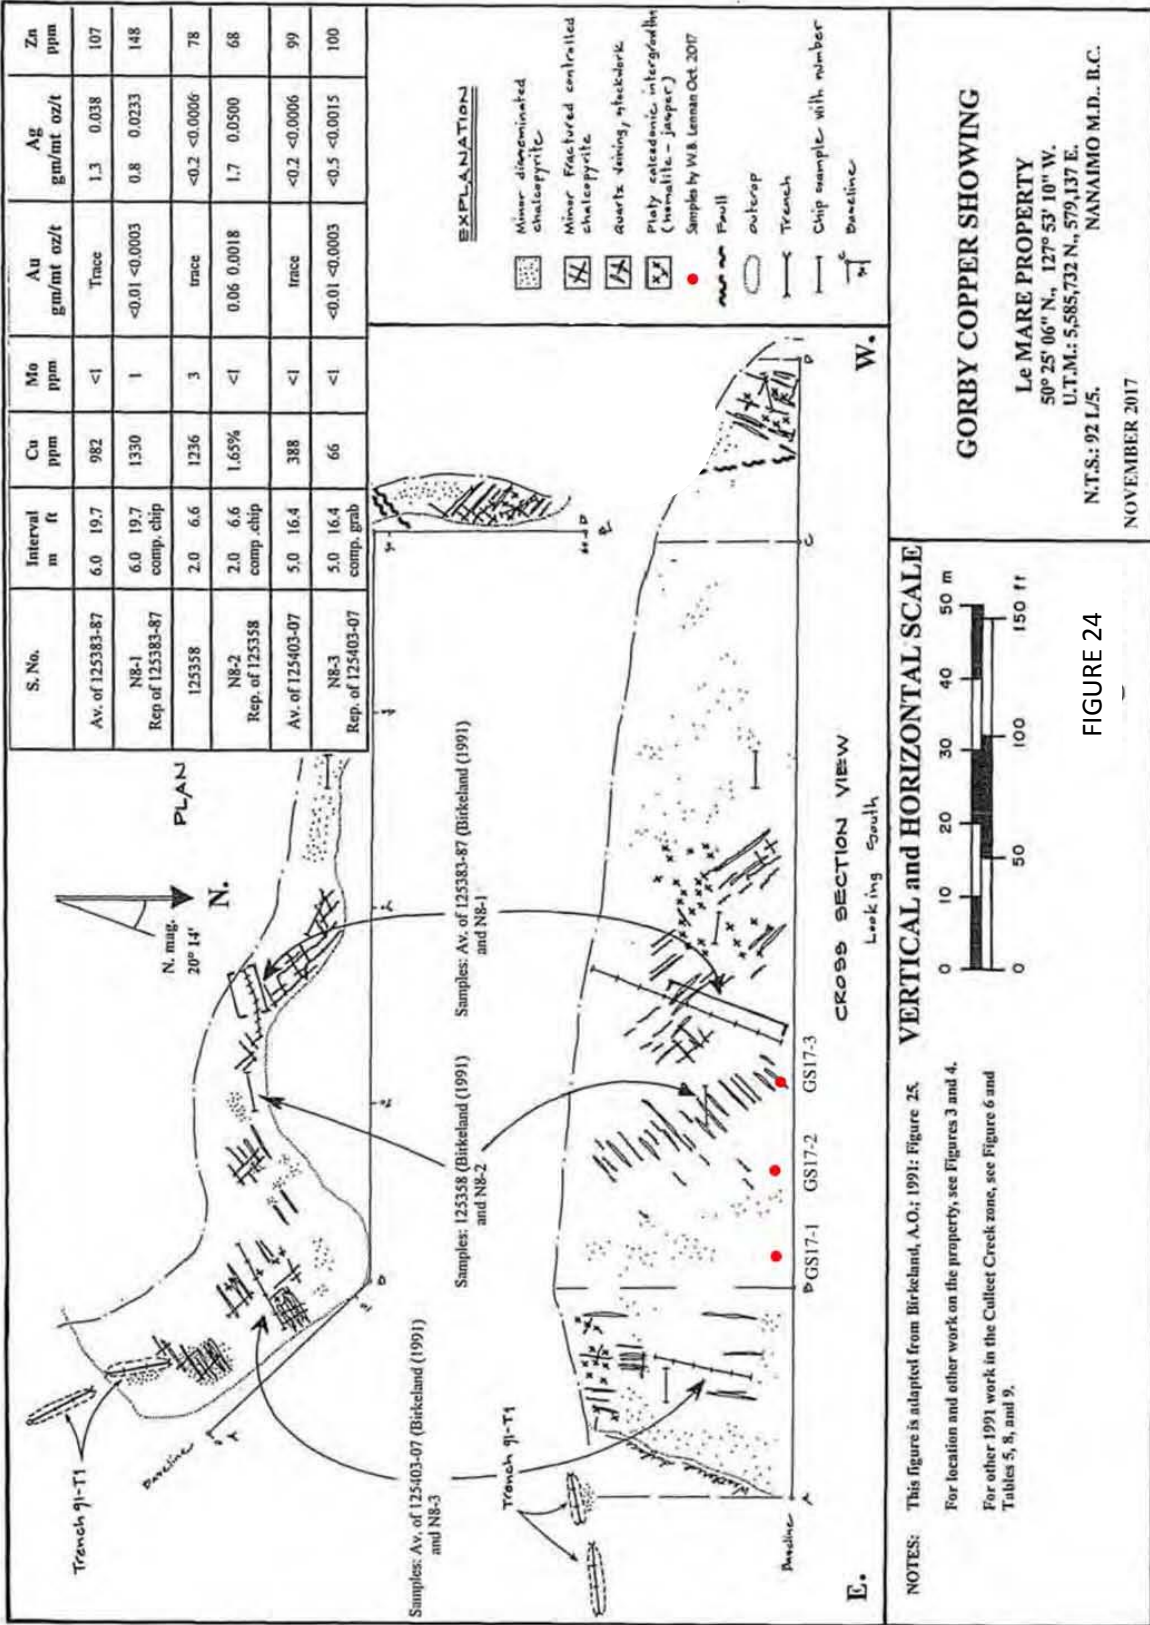 S. No.
Interval
m ft
Cu
ppm
Mo
ppm
Au
gm/mt oz/t
Ag
gm/mt oz/t
Zn
ppm
Av. of 125383-87 6.0 19.7 982 <1 Trace 1.3 0.038 107
N8-1 6.0 19.7 1330 1 <0.01 <0.0003 0.8 0.0233 148
Rep of 125383-87 comp. chip
125358 2.0 6.6 1236 3 trace <0.2 <0.0006 78
N8-2 2.0 6.6 1.65% <1 0.06 0.0018 1.7 0.0500 68
Rep. of 125358 comp .chip
Av. of 125403-07 5.0 16.4 388 <1 trace <0.2 <0.0006 99
N8-3 5.0 16.4 66 <1 <0.01 <0.0003 <0.5 <0.0015 100
Rep. of 125403-07 comp. grab
PLAN
N. mag.
20° 14'
N.
Trench 91-T1
Baseline
Samples: Av. of 125403-07 (Birkeland (1991)
and N8-3
Samples: 125358 (Birkeland (1991)
and N8-2
Samples: Av. of 125383-87 (Birkeland (1991)
and N8-1
Trench 91-T1
Baseline
GS17-1
GS17-2
GS17-3
E.
W.
CROSS SECTION VIEW
Looking South
EXPLANATION
Minor disseminated
chalcopyrite
Minor Fractured controlled
chalcopyrite
Quartz veining, stockwork
Platy calcedonic intergrowths
(hematite - jasper)
Samples by W.B. Lennan Oct. 2017
Fault
Outcrop
Trench
Chip example with number
Baseline
NOTES: This figure is adapted from Birkeland, A.O.; 1991: Figure 25.
For location and other work on the property, see Figures 3 and 4.
For other 1991 work in the Culleet Creek zone, see Figure 6 and
Tables 5, 8, and 9.
VERTICAL and HORIZONTAL SCALE
0 10 20 30 40 50 m
0 50 100 150 ft
FIGURE 24
GORBY COPPER SHOWING
Le MARE PROPERTY
50° 25' 06" N., 127° 53' 10" W.
U.T.M.: 5,585,732 N., 579,137 E.
N.T.S.: 92 L/5. NANAIMO M.D.. B.C.
NOVEMBER 2017